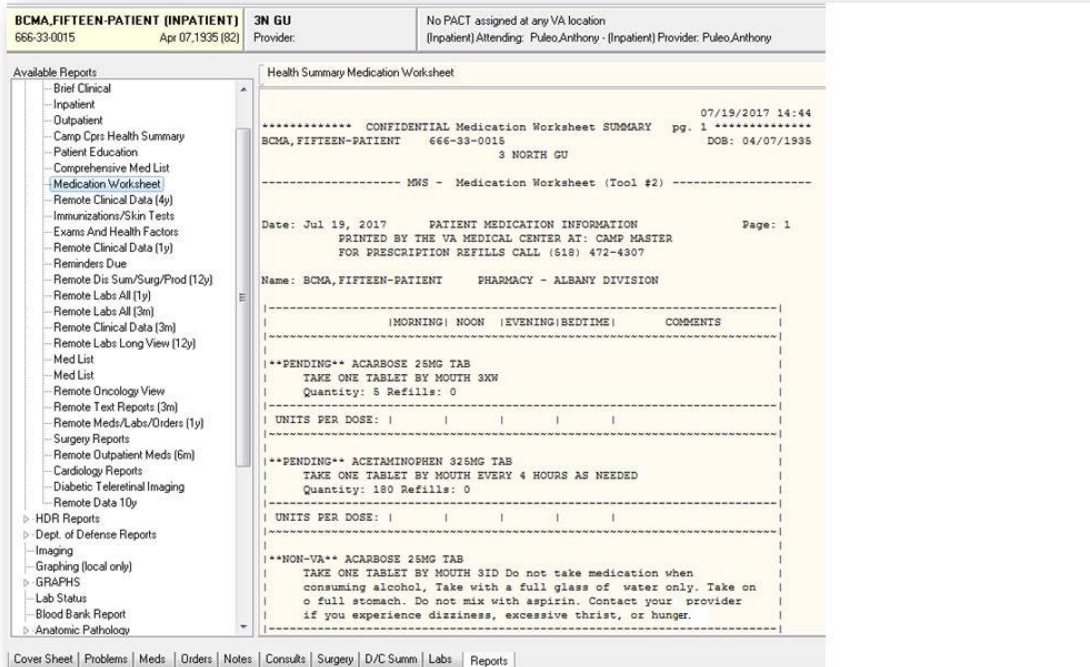 BCMA,FIFTEEN-PATIENT (INPATIENT)
666-33-0015 Apr 07,1935 (82)
3N GU
Provider:
No PACT assigned at any VA location
(Inpatient) Attending: Puleo,Anthony - (Inpatient) Provider: Puleo,Anthony
Available Reports
Brief Clinical
Inpatient
Outpatient
Camp Cprs Health Summary
Patient Education
Comprehensive Med List
Medication Worksheet
Remote Clinical Data (4y)
Immunizations/Skin Tests
Exams And Health Factors
Remote Clinical Data (1y)
Reminders Due
Remote Dis Sum/Surg/Prod (12y)
Remote Labs All (1y)
Remote Labs All (3m)
Remote Clinical Data (3m)
Remote Labs Long View (12y)
Med List
Med List
Remote Oncology View
Remote Text Reports (3m)
Remote Meds/Labs/Orders (1y)
Surgery Reports
Remote Outpatient Meds (6m)
Cardiology Reports
Diabetic Teleretinal Imaging
Remote Data 10y
HDR Reports
Dept. of Defense Reports
Imaging
Graphing (local only)
GRAPHS
Lab Status
Blood Bank Report
Anatomic Pathology
Health Summary Medication Worksheet
07/19/2017 14:44
************* CONFIDENTIAL Medication Worksheet SUMMARY pg. 1 **************
BCMA,FIFTEEN-PATIENT 666-33-0015 DOB: 04/07/1935
3 NORTH GU
-------------------- MWS - Medication Worksheet (Tool #2) --------------------
Date: Jul 19, 2017 PATIENT MEDICATION INFORMATION Page: 1
PRINTED BY THE VA MEDICAL CENTER AT: CAMP MASTER
FOR PRESCRIPTION REFILLS CALL (518) 472-4307
Name: BCMA,FIFTEEN-PATIENT PHARMACY - ALBANY DIVISION
|MORNING| NOON |EVENING|BEDTIME| COMMENTS |
|**PENDING** ACARBOSE 25MG TAB
TAKE ONE TABLET BY MOUTH 3XW
Quantity: 5 Refills: 0
| UNITS PER DOSE: | | | | |
|**PENDING** ACETAMINOPHEN 325MG TAB
TAKE ONE TABLET BY MOUTH EVERY 4 HOURS AS NEEDED
Quantity: 180 Refills: 0
| UNITS PER DOSE: | | | | |
|**NON-VA** ACARBOSE 25MG TAB
TAKE ONE TABLET BY MOUTH 3ID Do not take medication when
consuming alcohol, Take with a full glass of water only. Take on
o full stomach. Do not mix with aspirin. Contact your provider
if you experience dizziness, excessive thrist, or hunger.
Cover Sheet | Problems | Meds | Orders | Notes | Consults | Surgery | D/C Summ | Labs | Reports